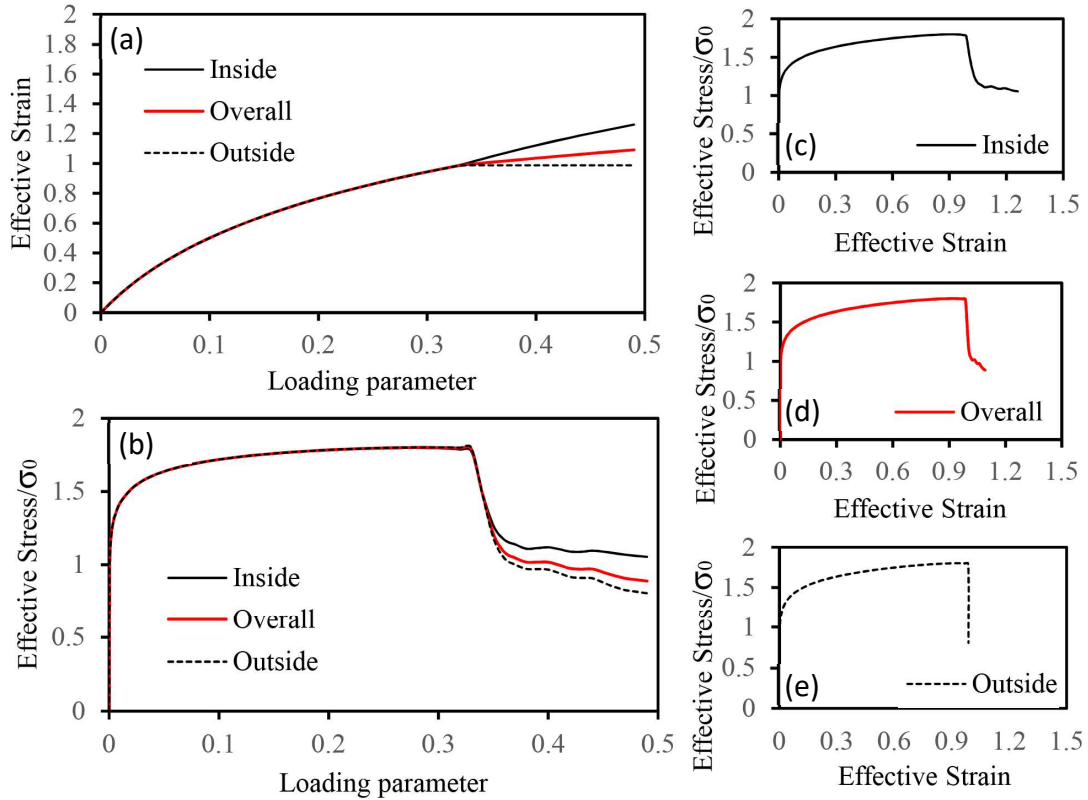 (a)
Inside
Overall
Outside
Effective Strain
2
1.8
1.6
1.4
1.2
1
0.8
0.6
0.4
0.2
0
0 0.1 0.2 0.3 0.4 0.5
Loading parameter
(b)
Inside
Overall
Outside
Effective Stress/σ0
2
1.5
1
0.5
0
0 0.1 0.2 0.3 0.4 0.5
Loading parameter
(c)
Inside
Effective Stress/σ0
2
1.5
1
0.5
0
0 0.3 0.6 0.9 1.2 1.5
Effective Strain
(d)
Overall
Effective Stress/σ0
2
1.5
1
0.5
0
0 0.3 0.6 0.9 1.2 1.5
Effective Strain
(e)
Outside
Effective Stress/σ0
2
1.5
1
0.5
0
0 0.3 0.6 0.9 1.2 1.5
Effective Strain